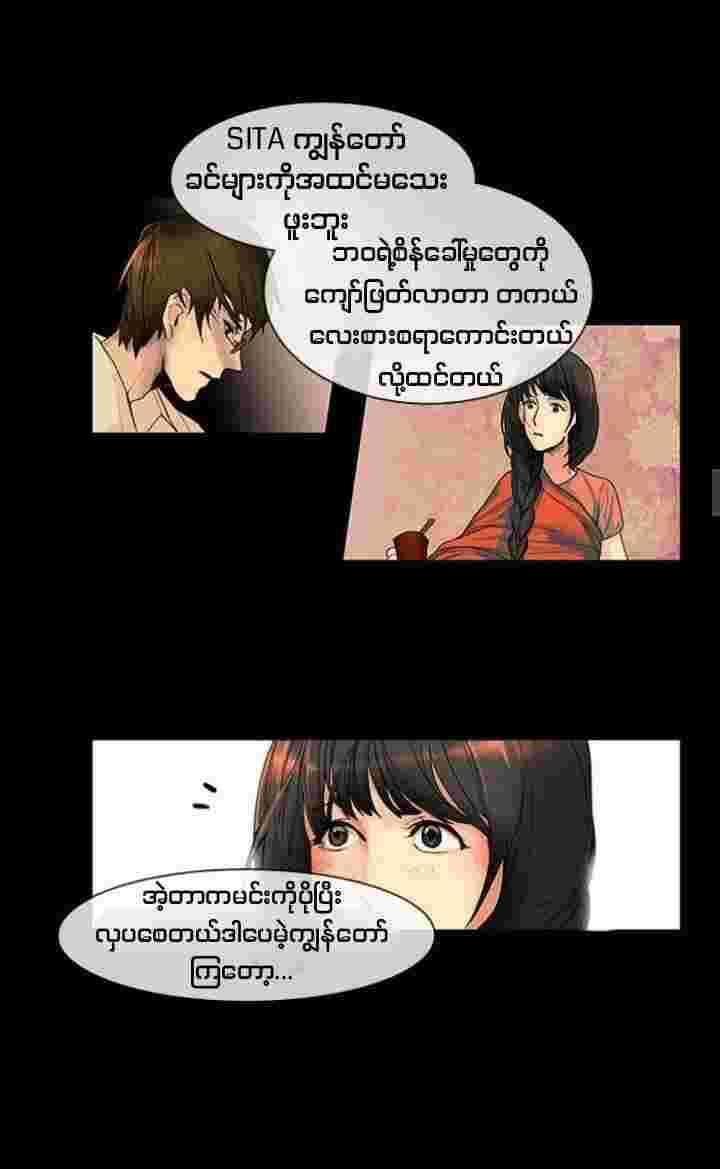 SITA ကျွန်တော်
ခင်များကိုအထင်မသေး
ဖူးဘူး
ဘဝရဲ့စိန်ခေါ်မှုတွေကို
ကျော်ဖြတ်လာတာ တကယ်
လေးစားစရာကောင်းတယ်
လို့ထင်တယ်
အဲ့တာကမင်းကိုပိုပြီး
လှပစေတယ်ဒါပေမဲ့ကျွန်တော်
ကြတော့...